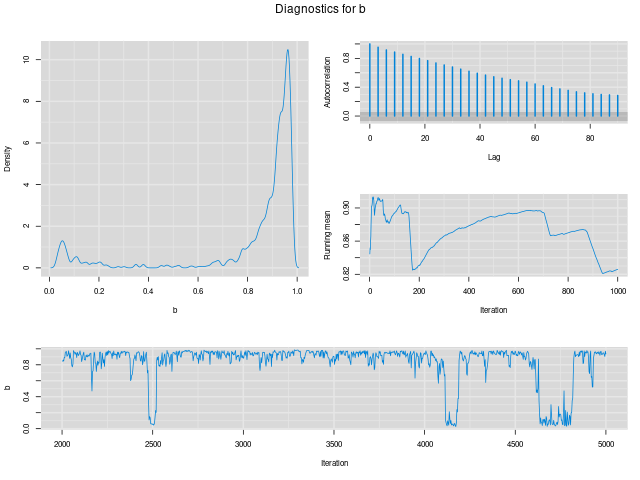 Diagnostics for b
Density
0
2
4
6
8
10
0.0 0.2 0.4 0.6 0.8 1.0
b
Autocorrelation
0.0 0.4 0.8
0 20 40 60 80
Lag
Running mean
0.82 0.86 0.90
0 200 400 600 800 1000
Iteration
b
0.0 0.4 0.8
2000 2500 3000 3500 4000 4500 5000
Iteration